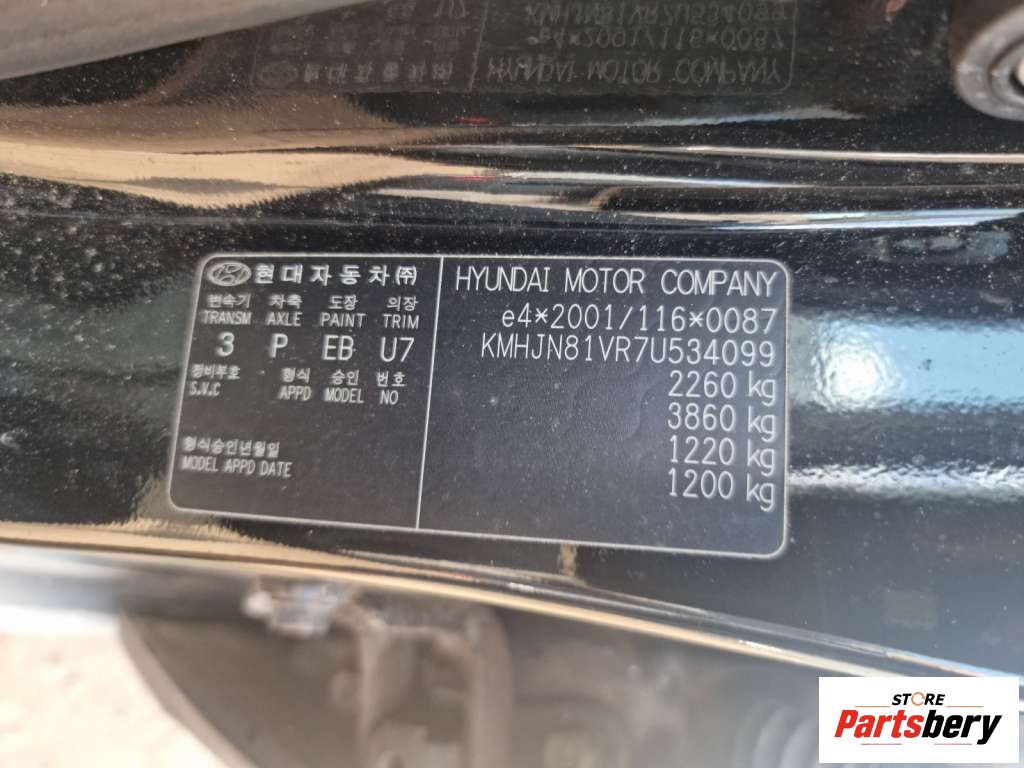 현대자동차㈜
변속기 차축 도장 의장
TRANSM AXLE PAINT TRIM
3 P EB U7
정비부호 형식 승인 번호
S.V.C APPD MODEL NO
형식승인년월일
MODEL APPD DATE
HYUNDAI MOTOR COMPANY
e4*2001/116*0087
KMHJN81VR7U534099
2260 kg
3860 kg
1220 kg
1200 kg
STORE
Partsbery